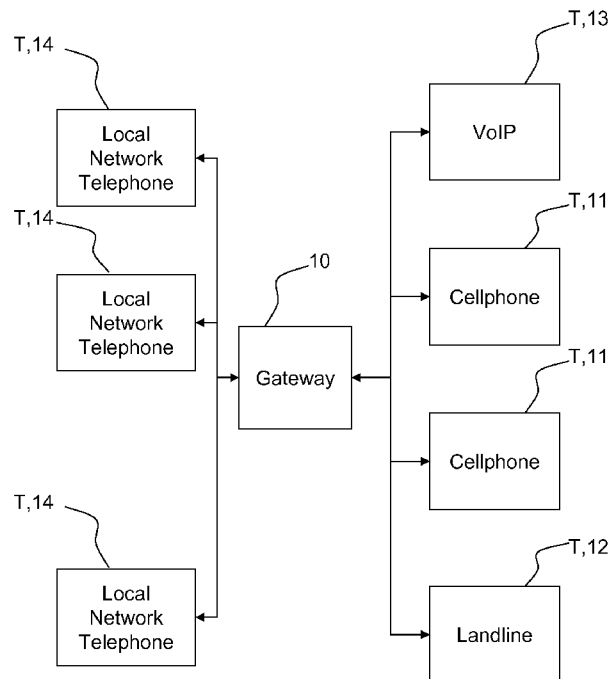 T,14
Local
Network
Telephone
T,14
Local
Network
Telephone
T,14
Local
Network
Telephone
10
Gateway
T,13
VoIP
T,11
Cellphone
T,11
Cellphone
T,12
Landline